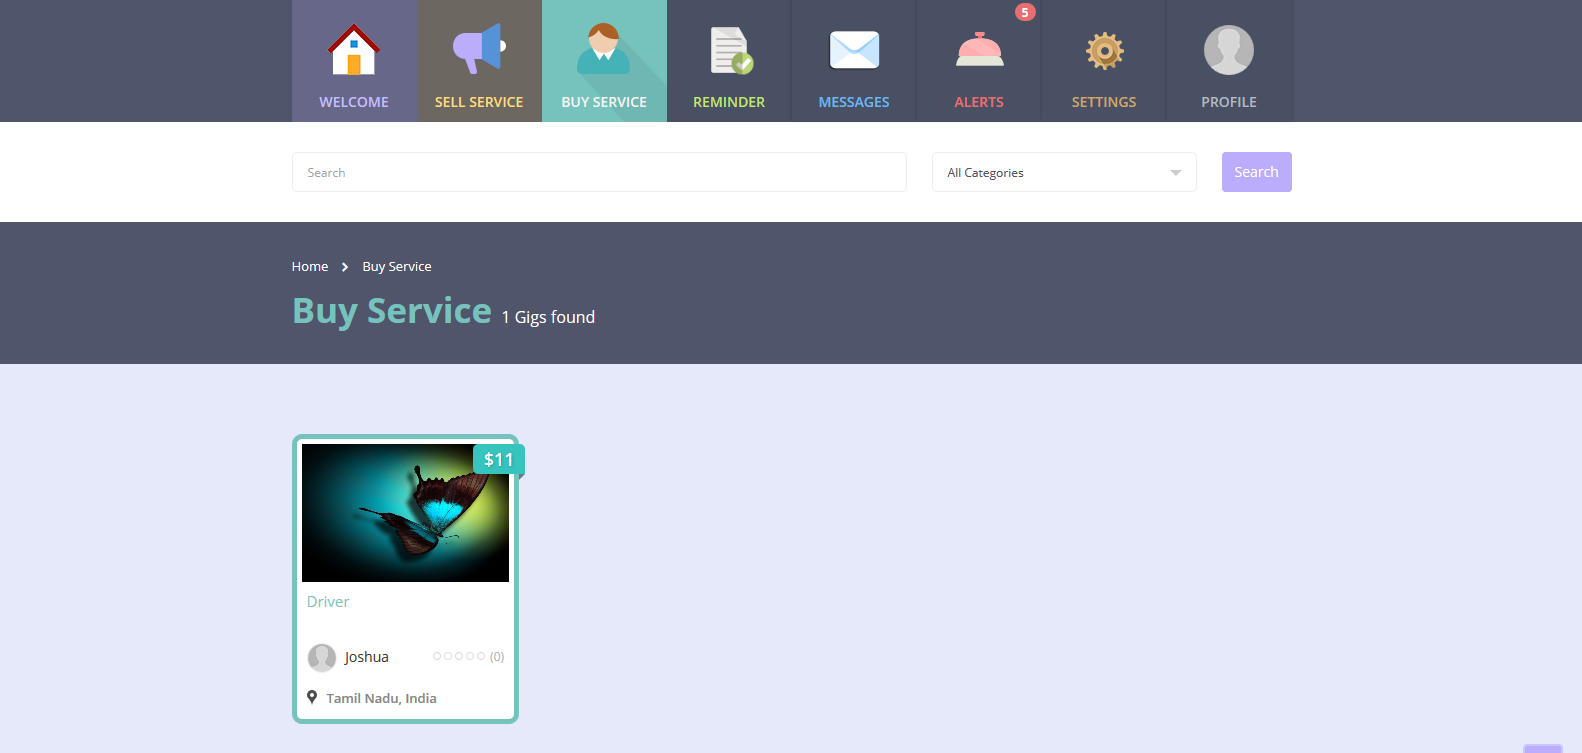 5
WELCOME
SELL SERVICE
BUY SERVICE
REMINDER
MESSAGES
ALERTS
SETTINGS
PROFILE
Search
All Categories
Search
Home
Buy Service
Buy Service 1 Gigs found
$11
Driver
Joshua
(0)
Tamil Nadu, India